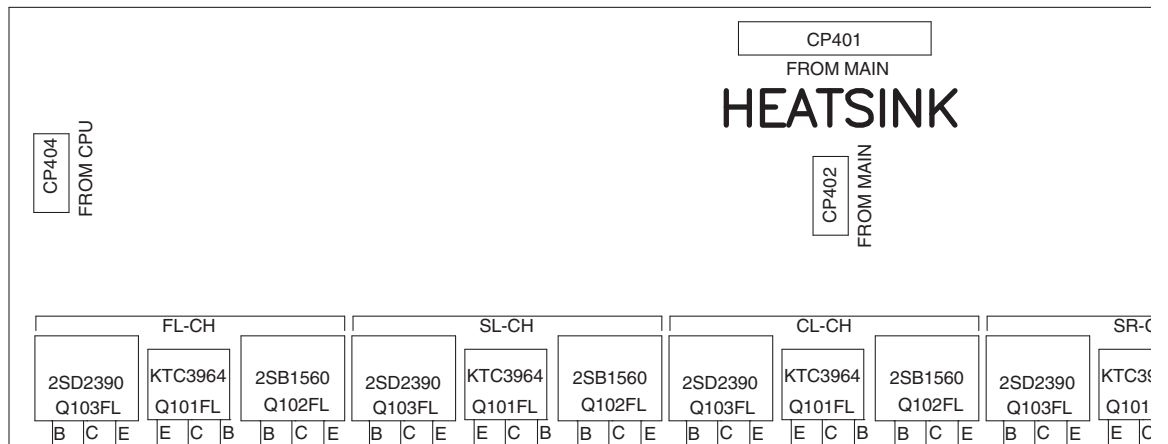 CP401
FROM MAIN
HEATSINK
CP404
FROM CPU
CP402
FROM MAIN
FL-CH SL-CH CL-CH
2SD2390 KTC3964 2SB1560 2SD2390 KTC3964 2SB1560 2SD2390 KTC3964 2SB1560 2SD2390
Q103FL Q101FL Q102FL Q103FL Q101FL Q102FL Q103FL Q101FL Q102FL Q103FL
B C E E C B B C E B C E E C B B C E B C E E C B B C E B C E E